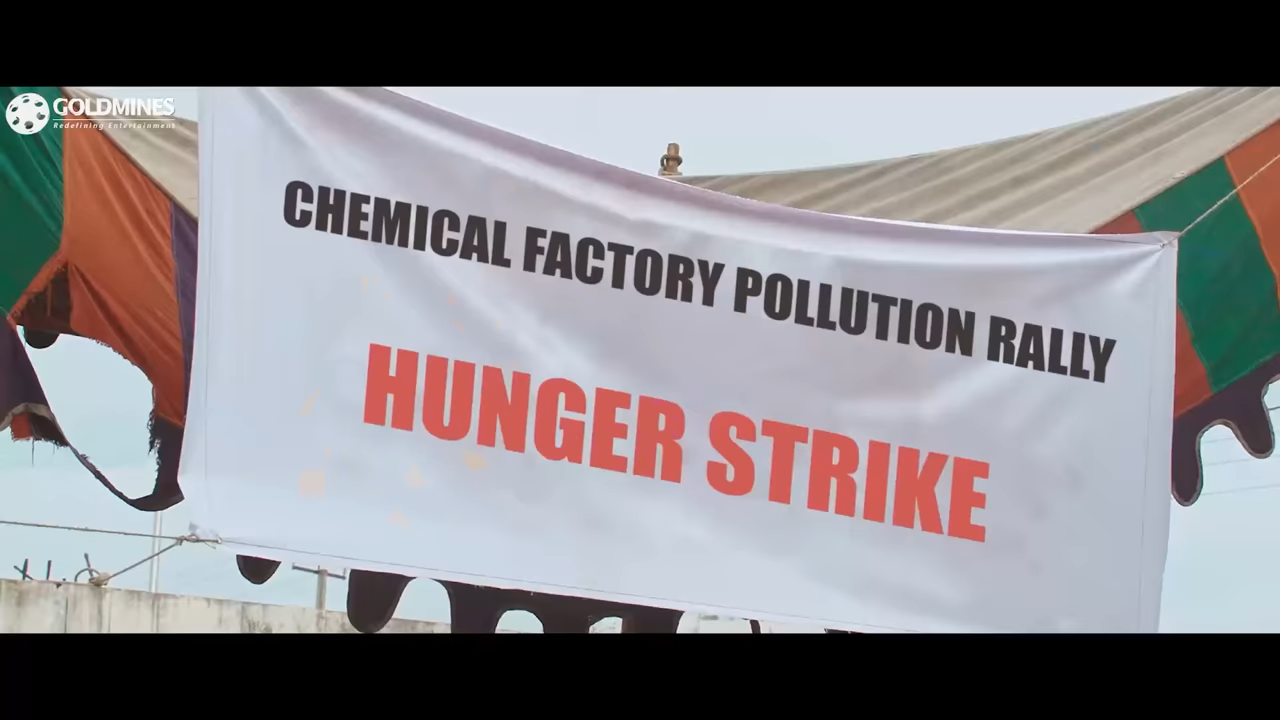 GOLDMINES
Redefining Entertainment
CHEMICAL FACTORY POLLUTION RALLY
HUNGER STRIKE